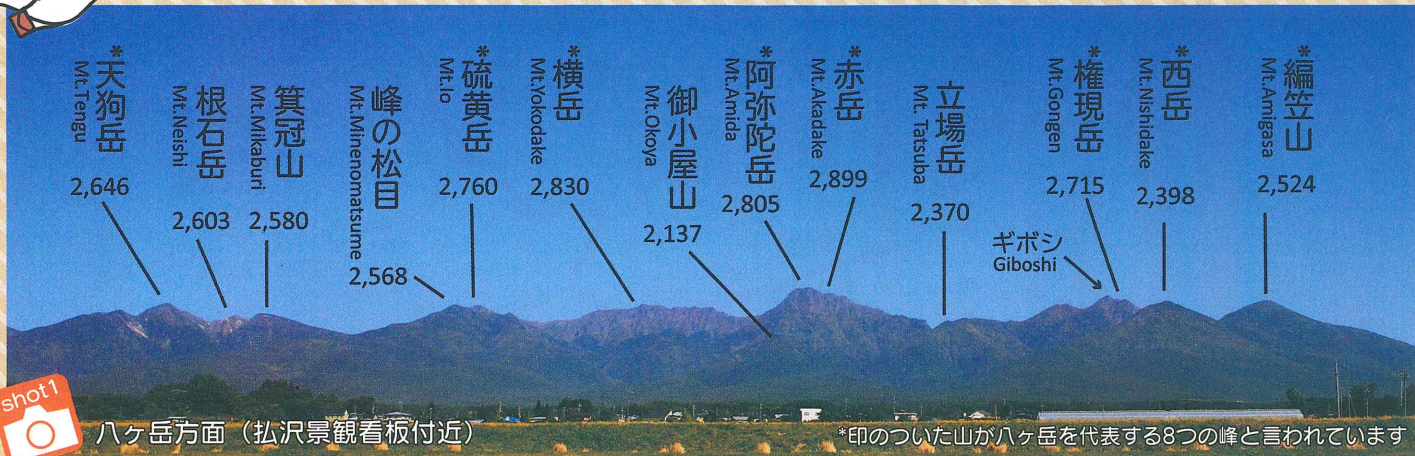 *天狗岳
Mt.Tengu
2,646
根石岳
Mt.Neishi
2,603
箕冠山
Mt.Mikaburi
2,580
峰の松目
Mt.Minenomatsume
2,568
*硫黄岳
Mt.Io
2,760
*横岳
Mt.Yokodake
2,830
御小屋山
Mt.Okoya
2,137
*阿弥陀岳
Mt.Amida
2,805
*赤岳
Mt.Akadake
2,899
立場岳
Mt. Tatsuba
2,370
ギボシ
Giboshi
*権現岳
Mt.Gongen
2,715
*西岳
Mt.Nishidake
2,398
*編笠山
Mt.Amigasa
2,524
shot1
八ヶ岳方面（払沢景観看板付近）
*印のついた山が八ヶ岳を代表する8つの峰と言われています